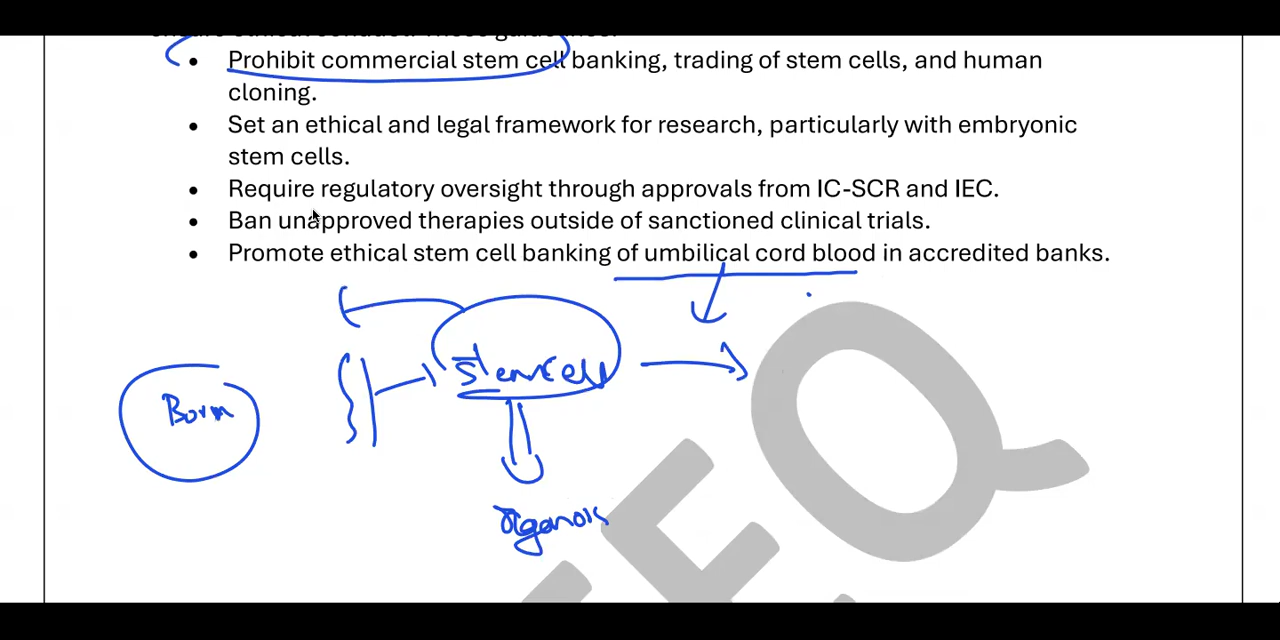 • Prohibit commercial stem cell banking, trading of stem cells, and human
cloning.
• Set an ethical and legal framework for research, particularly with embryonic
stem cells.
• Require regulatory oversight through approvals from IC-SCR and IEC.
• Ban unapproved therapies outside of sanctioned clinical trials.
• Promote ethical stem cell banking of umbilical cord blood in accredited banks.
stem cell
Born